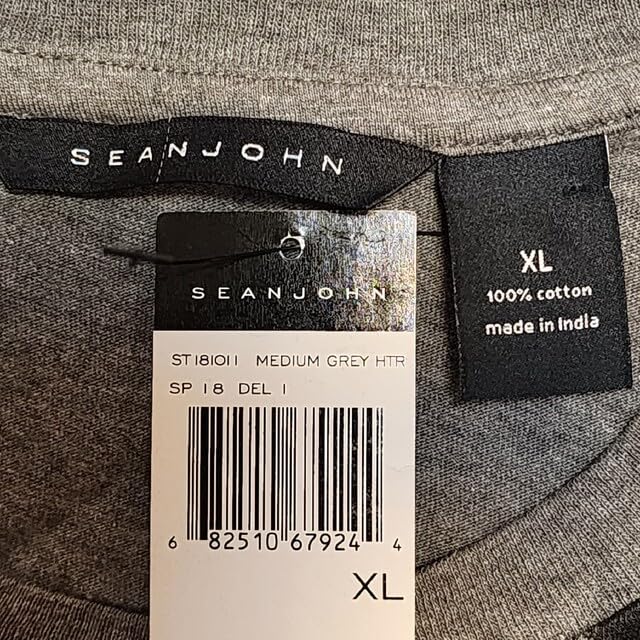 SEANJOHN
XL
100% cotton
made in India
SEANJOHN
ST181011 MEDIUM GREY HTR
SP 18 DEL 1
6 82510 67924 4
XL